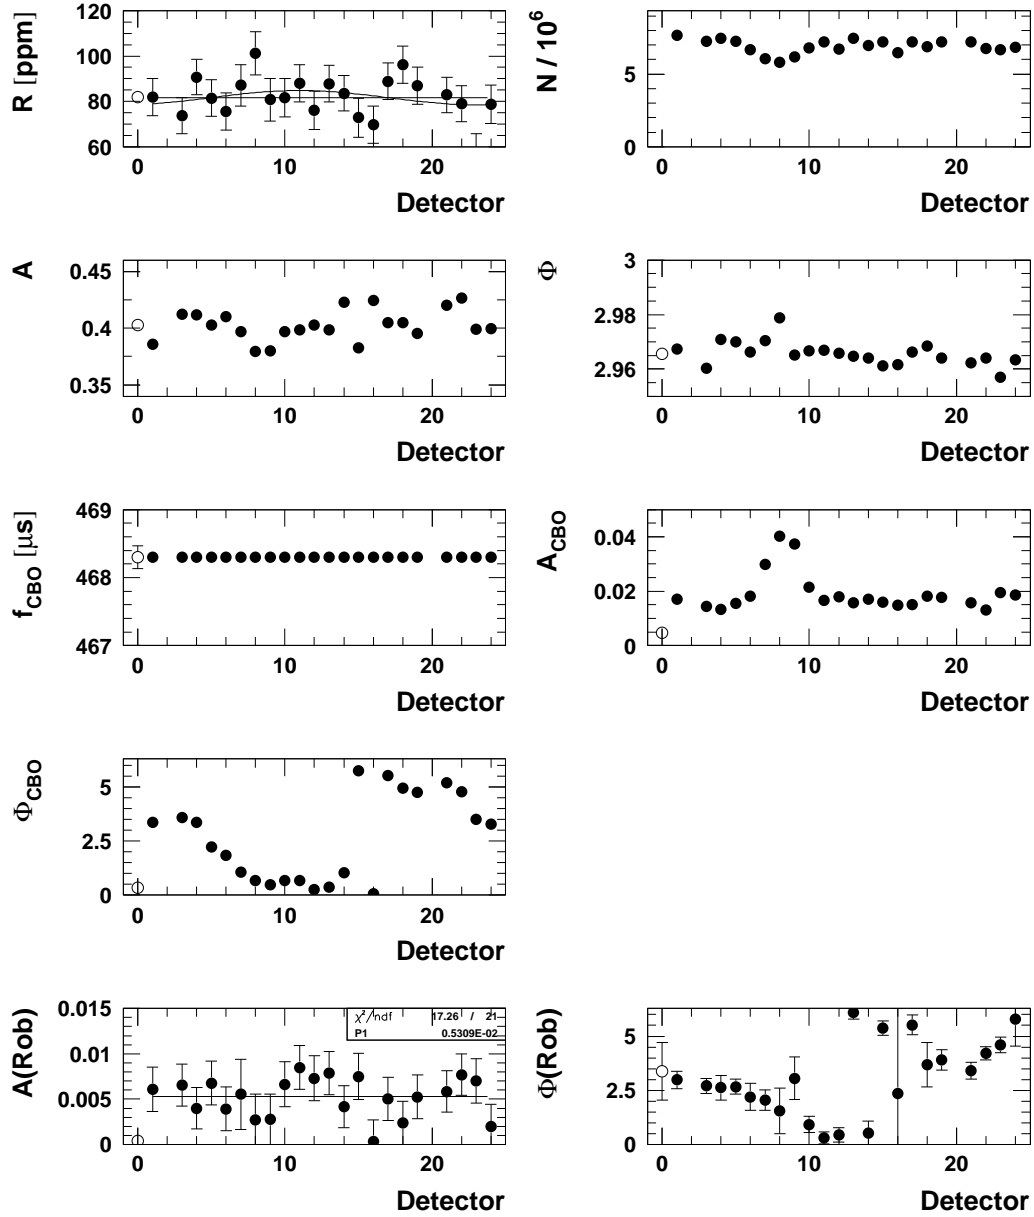 R [ppm]
120
100
80
60
0
10
20
Detector
N / 10^6
5
0
0
10
20
Detector
A
0.45
0.4
0.35
0
10
20
Detector
Φ
3
2.98
2.96
0
10
20
Detector
f_CBO [μs]
469
468
467
0
10
20
Detector
A_CBO
0.04
0.02
0
0
10
20
Detector
Φ_CBO
5
2.5
0
0
10
20
Detector
A(Rob)
0.015
0.01
0.005
0
χ²/ndf 17.26 / 21
P1 0.5309E-02
0
10
20
Detector
Φ(Rob)
5
2.5
0
0
10
20
Detector